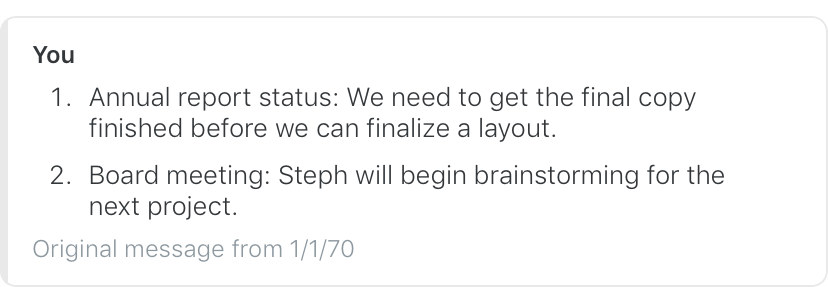 You
1. Annual report status: We need to get the final copy
finished before we can finalize a layout.
2. Board meeting: Steph will begin brainstorming for the
next project.
Original message from 1/1/70